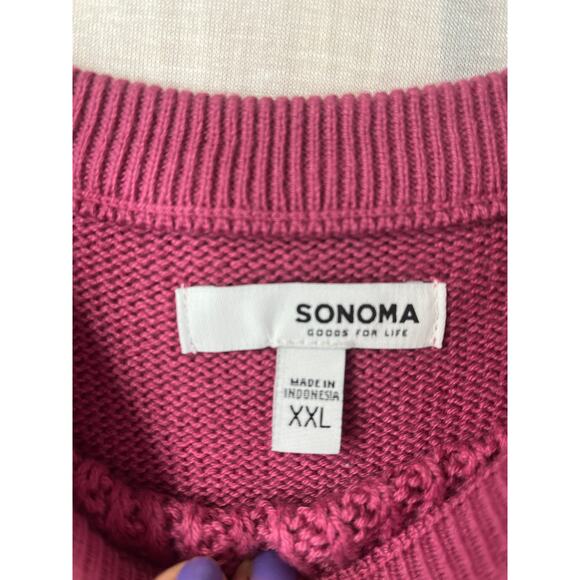 SONOMA
GOODS FOR LIFE
MADE IN
INDONESIA
XXL